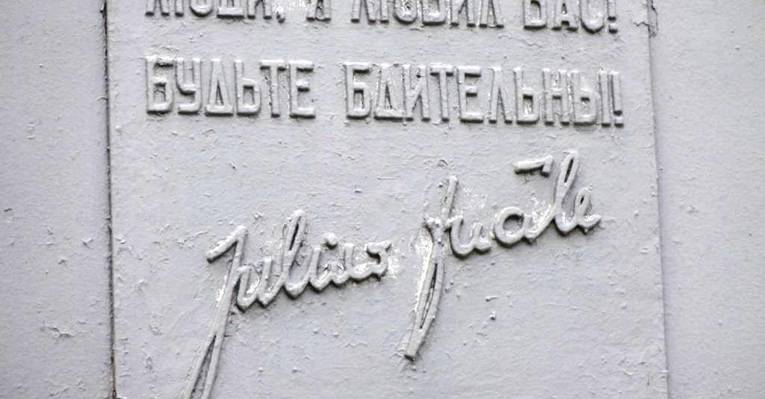 ЛЮДИ, Я ЛЮБИЛ ВАС!
БУДЬТЕ БДИТЕЛЬНЫ!
Julius Fučík